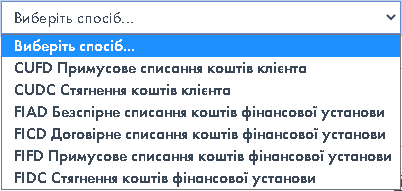 Виберіть спосіб...
Виберіть спосіб...
CUFD Примусове списання коштів клієнта
CUDC Стягнення коштів клієнта
FIAD Безспірне списання коштів фінансової установи
FICD Договірне списання коштів фінансової установи
FIFD Примусове списання коштів фінансової установи
FIDC Стягнення коштів фінансової установи